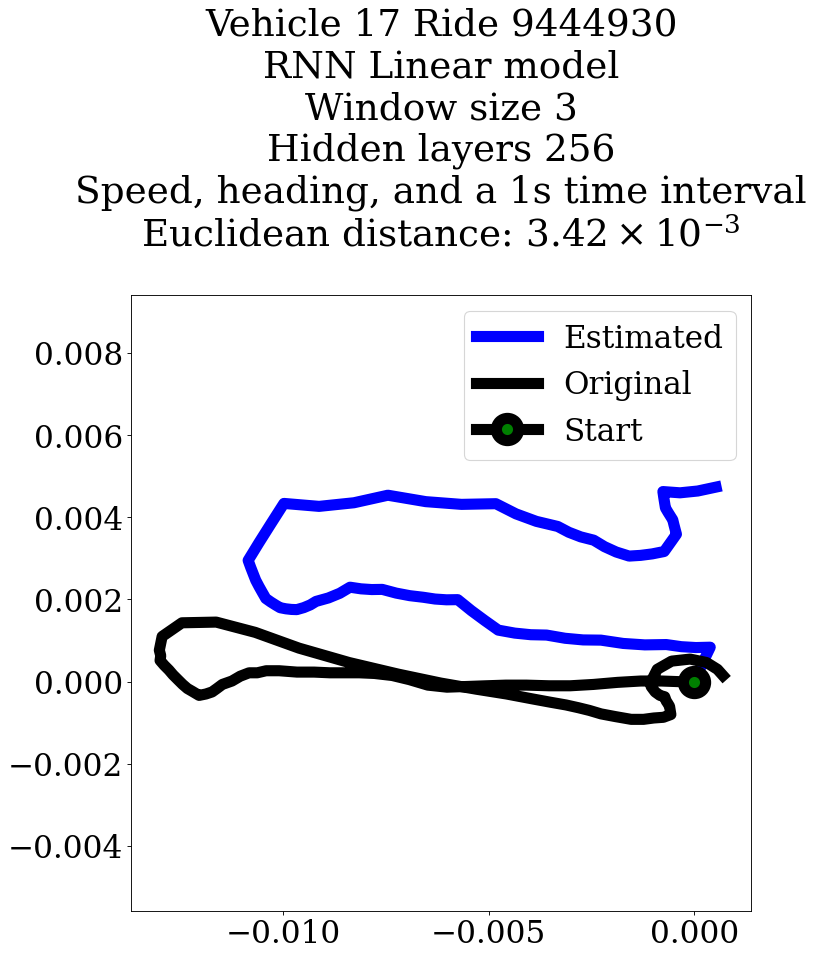 Vehicle 17 Ride 9444930
RNN Linear model
Window size 3
Hidden layers 256
Speed, heading, and a 1s time interval
Euclidean distance: 3.42 × 10⁻³
Estimated
Original
Start
0.008
0.006
0.004
0.002
0.000
−0.002
−0.004
−0.010
−0.005
0.000